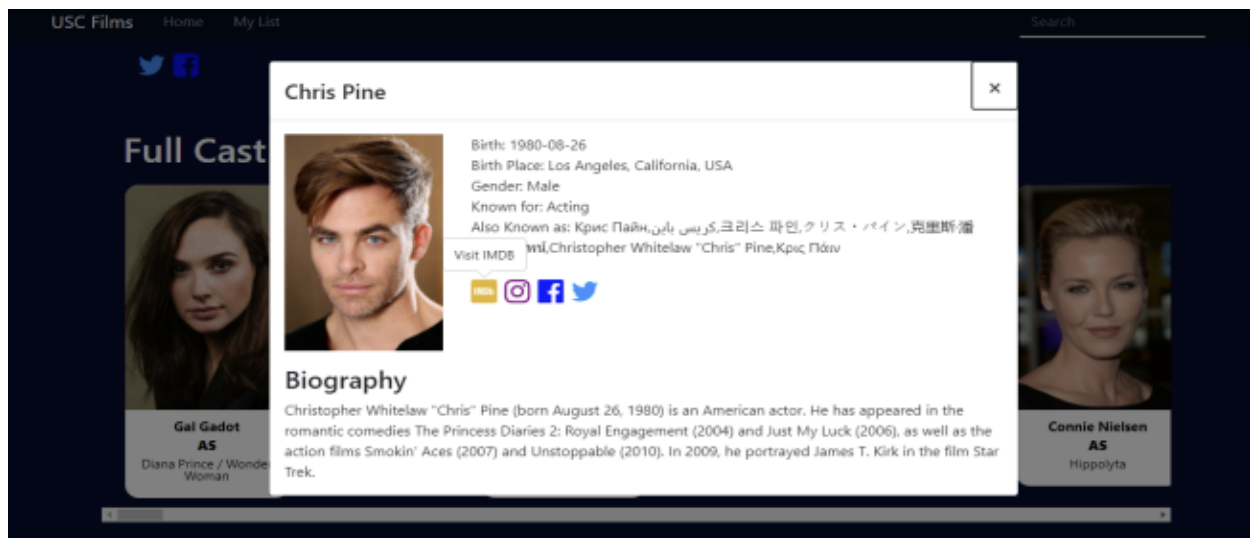 USC Films Home My List Search
Chris Pine ×
Full Cast
Birth: 1980-08-26
Birth Place: Los Angeles, California, USA
Gender: Male
Known for: Acting
Also Known as: Крис Пайн,كريس باين,크리스 파인,クリス・パイン,克里斯·潘
Christopher Whitelaw "Chris" Pine,Κρις Πάιν
Visit IMDB
IMDb
Biography
Christopher Whitelaw "Chris" Pine (born August 26, 1980) is an American actor. He has appeared in the
romantic comedies The Princess Diaries 2: Royal Engagement (2004) and Just My Luck (2006), as well as the
action films Smokin' Aces (2007) and Unstoppable (2010). In 2009, he portrayed James T. Kirk in the film Star
Trek.
Gal Gadot
AS
Diana Prince / Wonde
Woman
Connie Nielsen
AS
Hippolyta